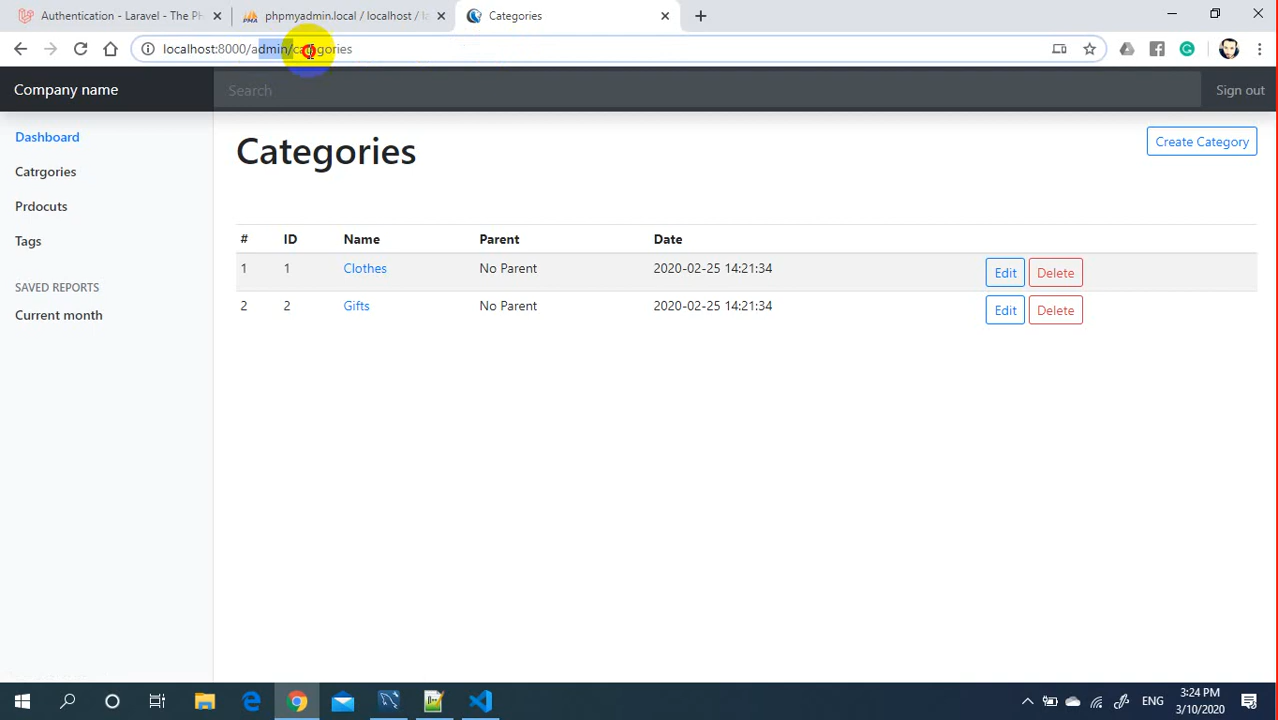 Authentication - Laravel - The PH
phpmyadmin.local / localhost / la
Categories
localhost:8000/admin/categories
Company name
Search
Sign out
Dashboard
Catrgories
Prdocuts
Tags
SAVED REPORTS
Current month
Categories
Create Category
# ID Name Parent Date
1 1 Clothes No Parent 2020-02-25 14:21:34 Edit Delete
2 2 Gifts No Parent 2020-02-25 14:21:34 Edit Delete
ENG
3:24 PM
3/10/2020